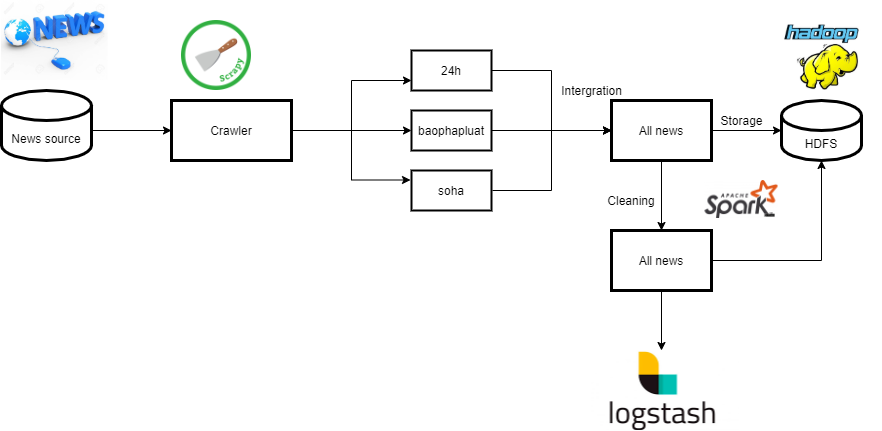 NEWS
Scrapy
hadoop
News source
Crawler
24h
baophapluat
soha
Intergration
All news
Storage
HDFS
Cleaning
APACHE
Spark
All news
logstash